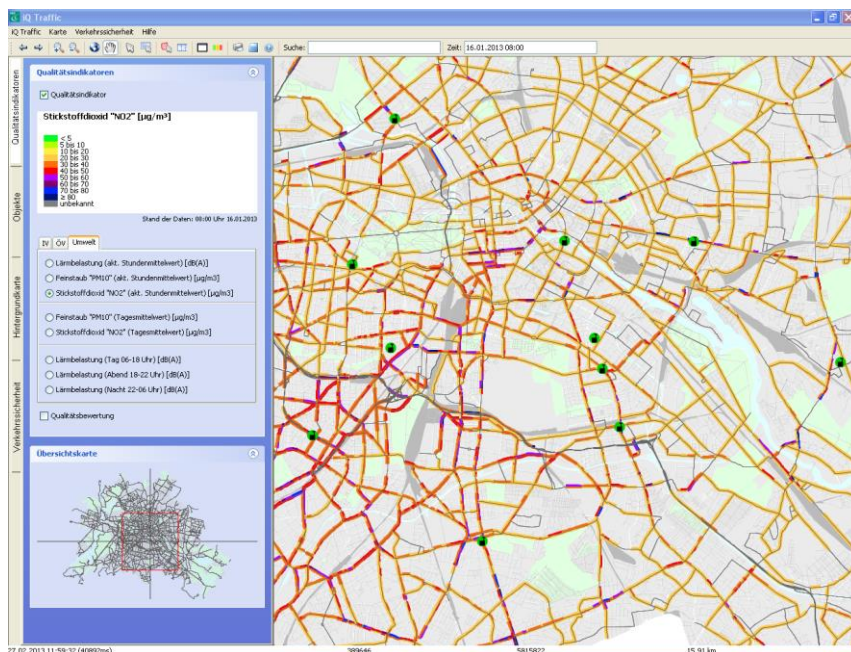 iQ Traffic
iQ Traffic Karte Verkehrssicherheit Hilfe
Suche: Zeit: 16.01.2013 08:00
Qualitätsindikatoren
Objekte
Hintergrundkarte
Verkehrssicherheit
Qualitätsindikatoren
Qualitätsindikator
Stickstoffdioxid "NO2" [µg/m³]
< 5
5 bis 10
10 bis 20
20 bis 30
30 bis 40
40 bis 50
50 bis 60
60 bis 70
70 bis 80
≥ 80
unbekannt
Stand der Daten: 08:00 Uhr 16.01.2013
IV ÖV Umwelt
Lärmbelastung (akt. Stundenmittelwert) [dB(A)]
Feinstaub "PM10" (akt. Stundenmittelwert) [µg/m3]
Stickstoffdioxid "NO2" (akt. Stundenmittelwert) [µg/m3]
Feinstaub "PM10" (Tagesmittelwert) [µg/m3]
Stickstoffdioxid "NO2" (Tagesmittelwert) [µg/m3]
Lärmbelastung (Tag 06-18 Uhr) [dB(A)]
Lärmbelastung (Abend 18-22 Uhr) [dB(A)]
Lärmbelastung (Nacht 22-06 Uhr) [dB(A)]
Qualitätsbewertung
Übersichtskarte
27.02.2013 11:59:32 (40892ms) 389646 5815822 15,91 km